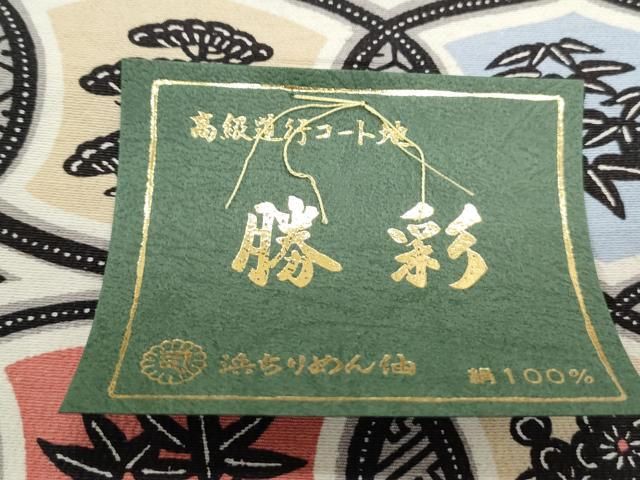 高級道行コート地
勝彩
浜ちりめん紬
絹100%